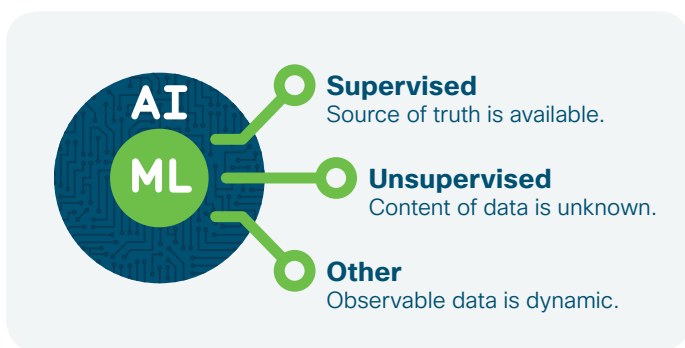 AI
ML
Supervised
Source of truth is available.
Unsupervised
Content of data is unknown.
Other
Observable data is dynamic.